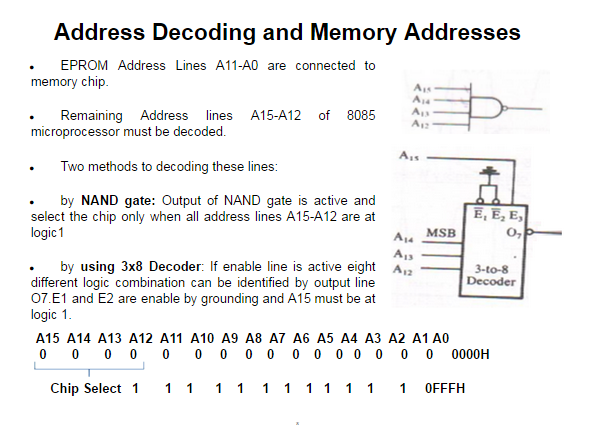 Address Decoding and Memory Addresses
• EPROM Address Lines A11-A0 are connected to
memory chip.
• Remaining Address lines A15-A12 of 8085
microprocessor must be decoded.
• Two methods to decoding these lines:
• by NAND gate: Output of NAND gate is active and
select the chip only when all address lines A15-A12 are at
logic1
• by using 3x8 Decoder: If enable line is active eight
different logic combination can be identified by output line
O7.E1 and E2 are enable by grounding and A15 must be at
logic 1.
A15
A14
A13
A12
A15
E1 E2 E3
MSB
O7
A14
A13
A12
3-to-8
Decoder
A15 A14 A13 A12 A11 A10 A9 A8 A7 A6 A5 A4 A3 A2 A1 A0
0 0 0 0 0 0 0 0 0 0 0 0 0 0 0 0 0000H
Chip Select 1 1 1 1 1 1 1 1 1 1 1 1 1 0FFFH